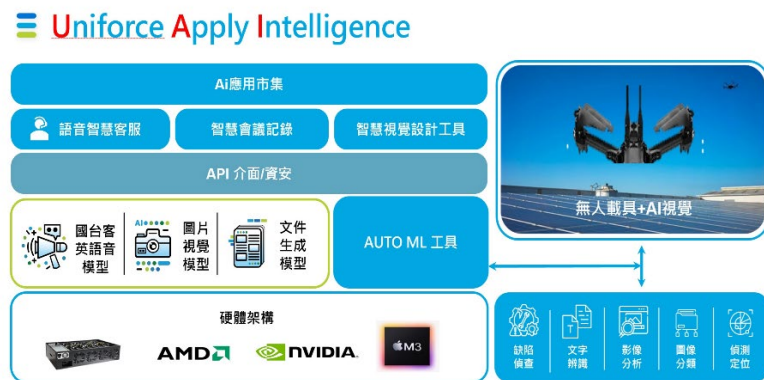 Uniforce Apply Intelligence
Ai應用市集
語音智慧客服
智慧會議記錄
智慧視覺設計工具
API 介面/資安
國台客
英語音
模型
AI
圖片
視覺
模型
文件
生成
模型
AUTO ML 工具
無人載具+AI視覺
硬體架構
AMD
NVIDIA.
M3
缺陷
偵查
T
文字
辨識
影像
分析
圖像
分類
偵測
定位